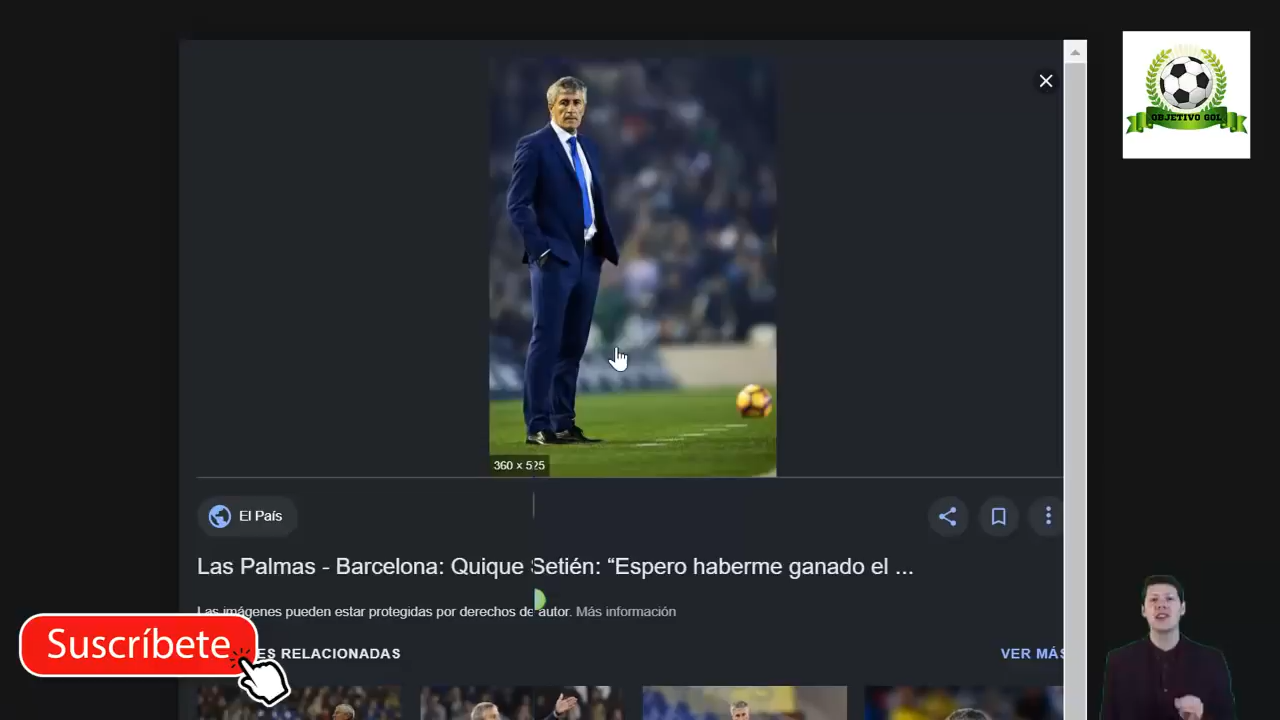 OBJETIVO GOL
360 x 525
El País
Las Palmas - Barcelona: Quique Setién: “Espero haberme ganado el ...
Las imágenes pueden estar protegidas por derechos de autor. Más información
Suscríbete
ES RELACIONADAS
VER MÁS